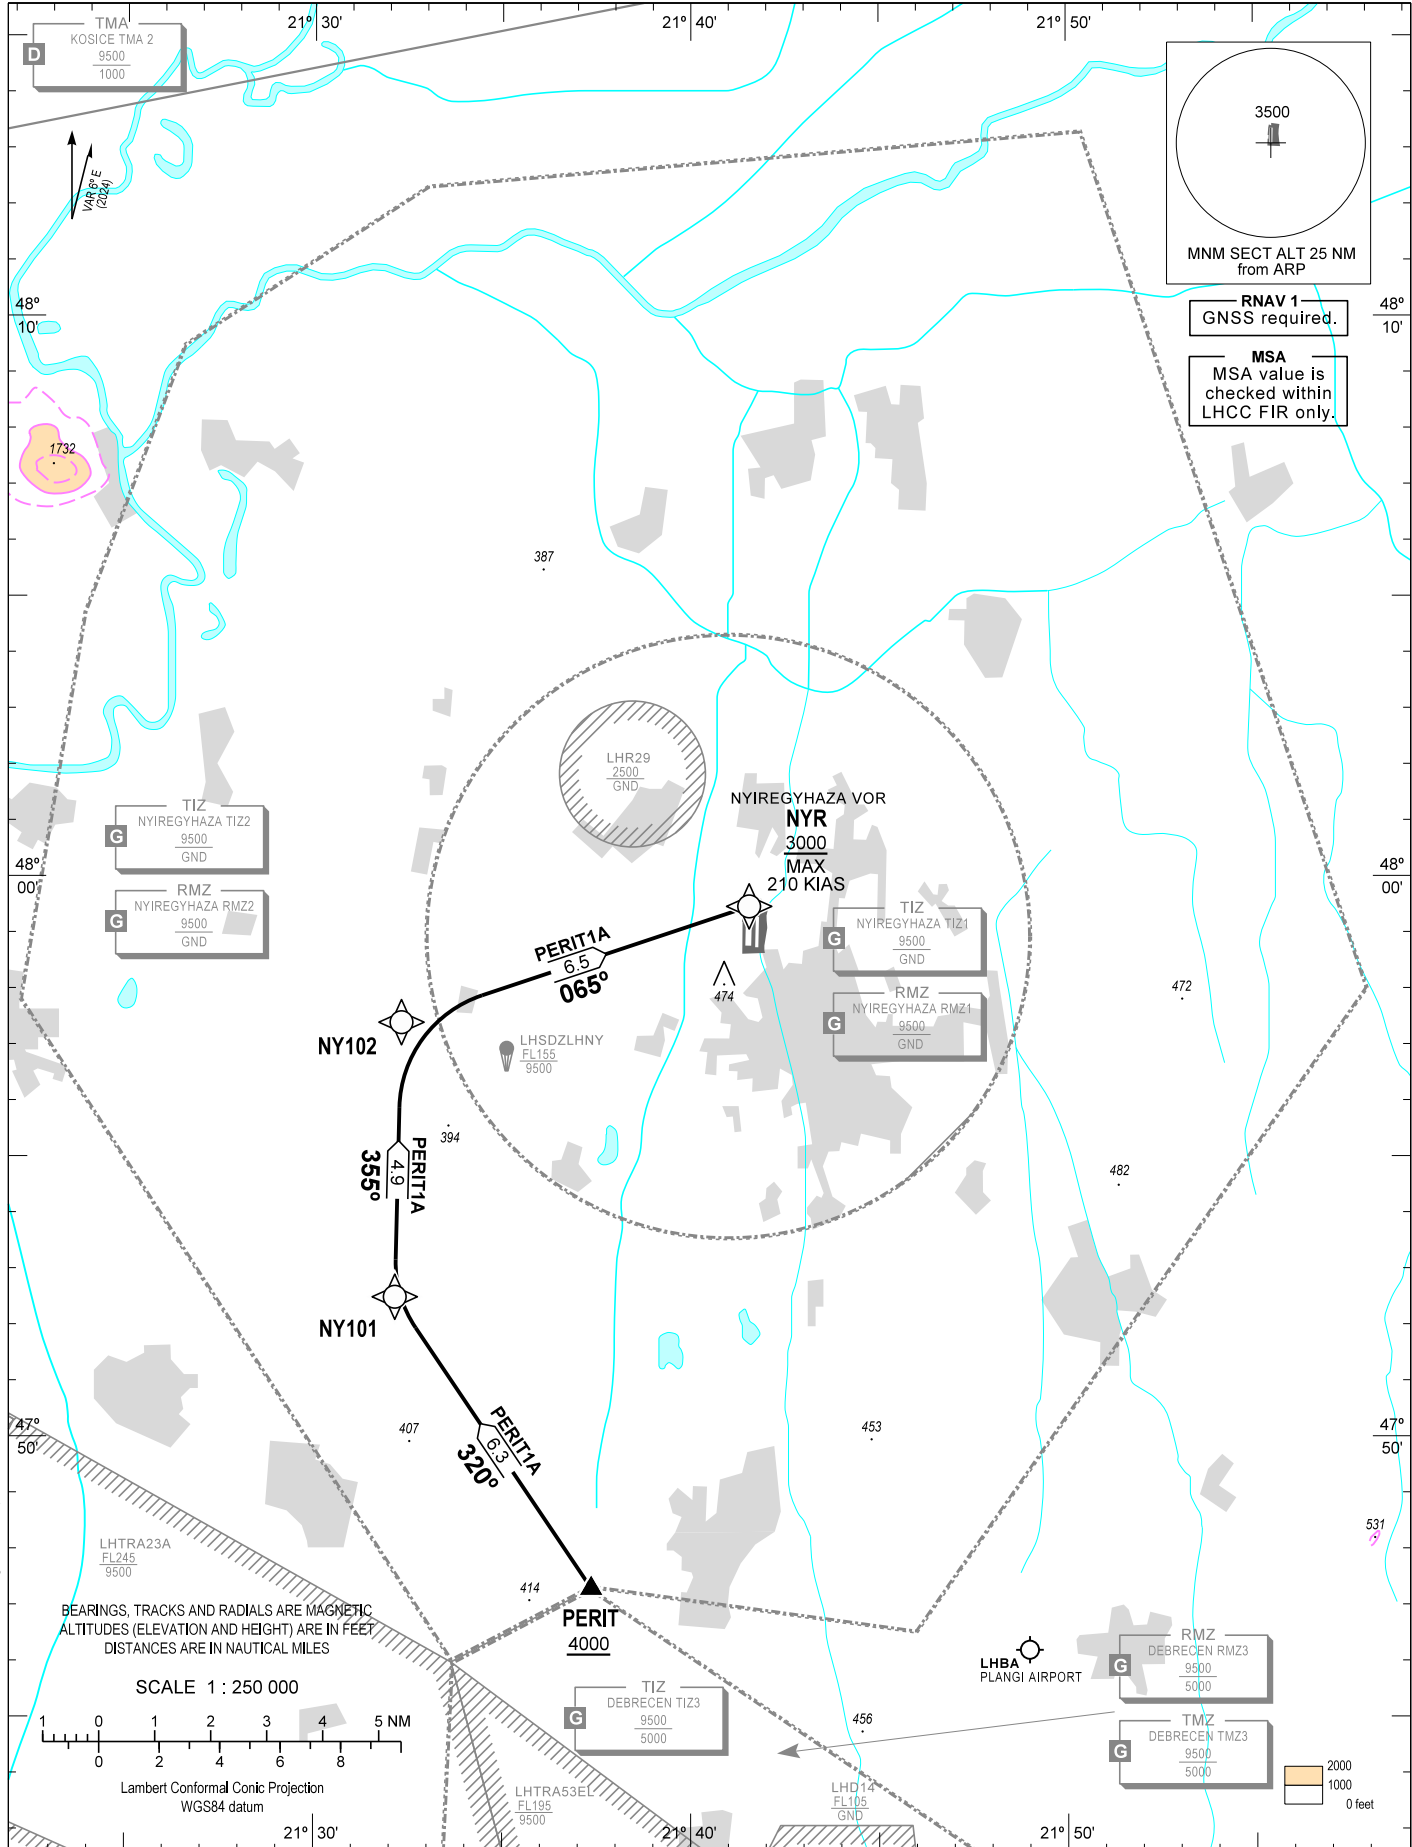 21° 30'
21° 40'
21° 50'
TMA
KOSICE TMA 2
9500
1000
D
VAR 6° E
(2024)
3500
MNM SECT ALT 25 NM
from ARP
48°
10'
RNAV 1
GNSS required.
48°
10'
MSA
MSA value is
checked within
LHCC FIR only.
1732
387
LHR29
2500
GND
TIZ
NYIREGYHAZA TIZ2
9500
GND
G
NYIREGYHAZA VOR
NYR
3000
MAX
210 KIAS
48°
00'
48°
00'
RMZ
NYIREGYHAZA RMZ2
9500
GND
G
TIZ
NYIREGYHAZA TIZ1
9500
GND
G
PERIT1A
6.5
065°
474
472
RMZ
NYIREGYHAZA RMZ1
9500
GND
G
NY102
LHSDZLHNY
FL155
9500
394
PERIT1A
4.9
355°
482
NY101
47°
50'
407
PERIT1A
6.3
320°
453
47°
50'
531
LHTRA23A
FL245
9500
414
PERIT
4000
BEARINGS, TRACKS AND RADIALS ARE MAGNETIC
ALTITUDES (ELEVATION AND HEIGHT) ARE IN FEET
DISTANCES ARE IN NAUTICAL MILES
SCALE 1 : 250 000
1 0 1 2 3 4 5 NM
0 2 4 6 8
Lambert Conformal Conic Projection
WGS84 datum
LHBA
PLANGI AIRPORT
RMZ
DEBRECEN RMZ3
9500
5000
G
TIZ
DEBRECEN TIZ3
9500
5000
G
456
TMZ
DEBRECEN TMZ3
9500
5000
G
LHTRA53EL
FL195
9500
LHD14
FL105
GND
2000
1000
0 feet
21° 30'
21° 40'
21° 50'